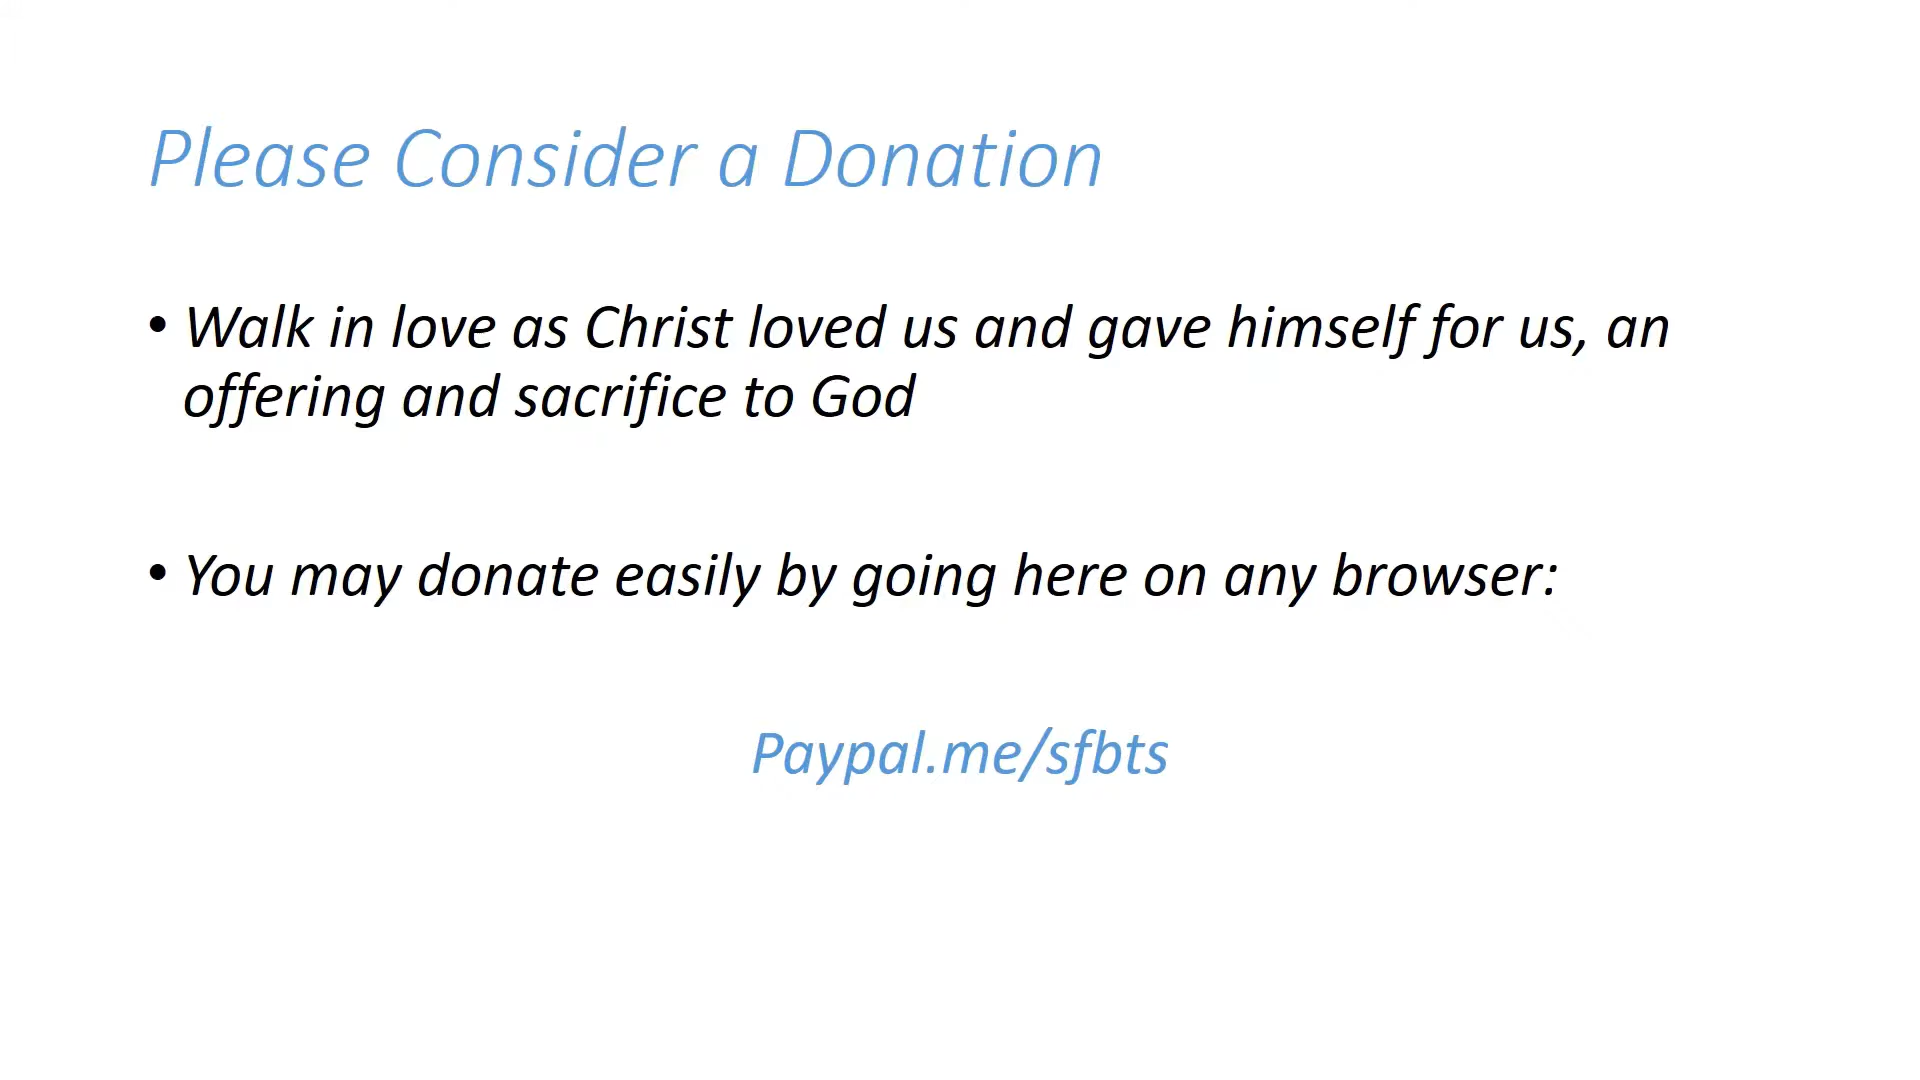 Please Consider a Donation
• Walk in love as Christ loved us and gave himself for us, an
offering and sacrifice to God
• You may donate easily by going here on any browser:
Paypal.me/sfbts